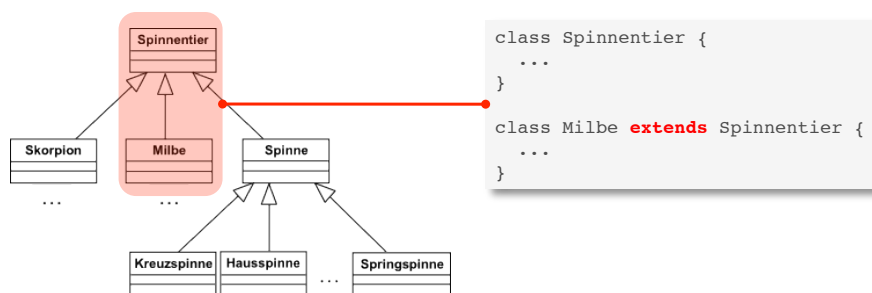 Spinnentier
Skorpion
Milbe
Spinne
...
...
Kreuzspinne
Hausspinne
...
Springspinne
class Spinnentier {
...
}
class Milbe extends Spinnentier {
...
}